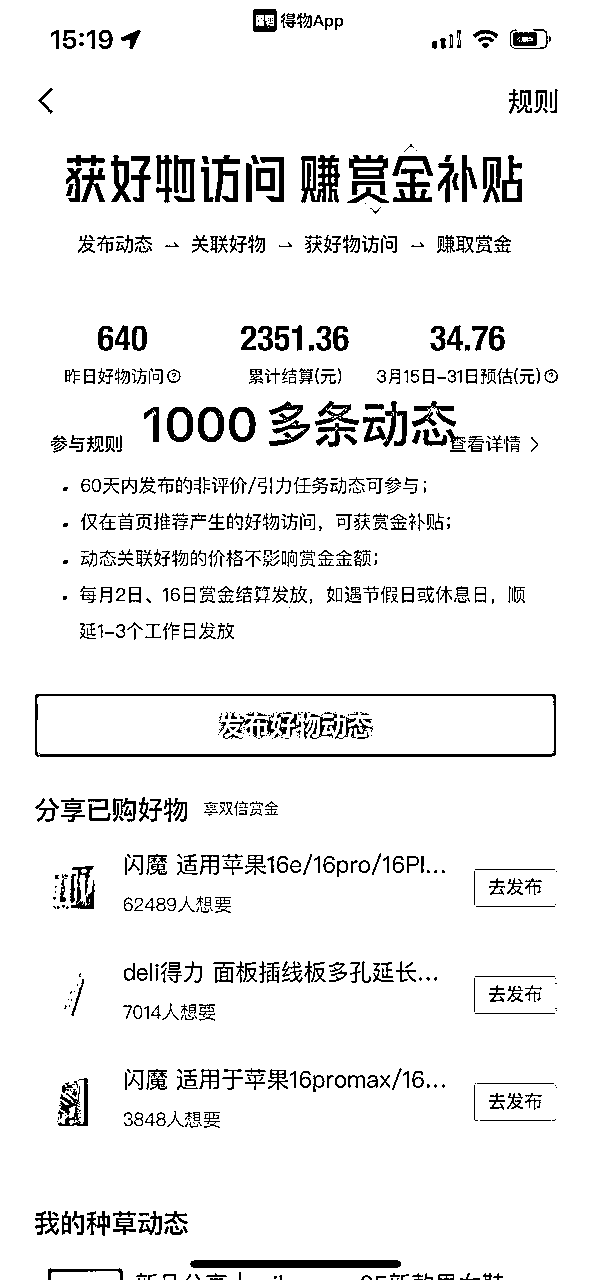 得物App
15:19
规则
获好物访问 赚赏金补贴
发布动态 → 关联好物 → 获好物访问 → 赚取赏金
640 2351.36 34.76
昨日好物访问 累计结算(元) 3月15日-31日预估(元)
1000多条动态
参与规则 查看详情
60天内发布的非评价/引力任务动态可参与；
仅在首页推荐产生的好物访问，可获赏金补贴；
动态关联好物的价格不影响赏金金额；
每月2日、16日赏金结算发放，如遇节假日或休息日，顺
延1-3个工作日发放
发布好物动态
分享已购好物 享双倍赏金
闪魔 适用苹果16e/16pro/16Pl...
62489人想要
去发布
deli得力 面板插线板多孔延长...
7014人想要
去发布
闪魔 适用于苹果16promax/16...
3848人想要
去发布
我的种草动态